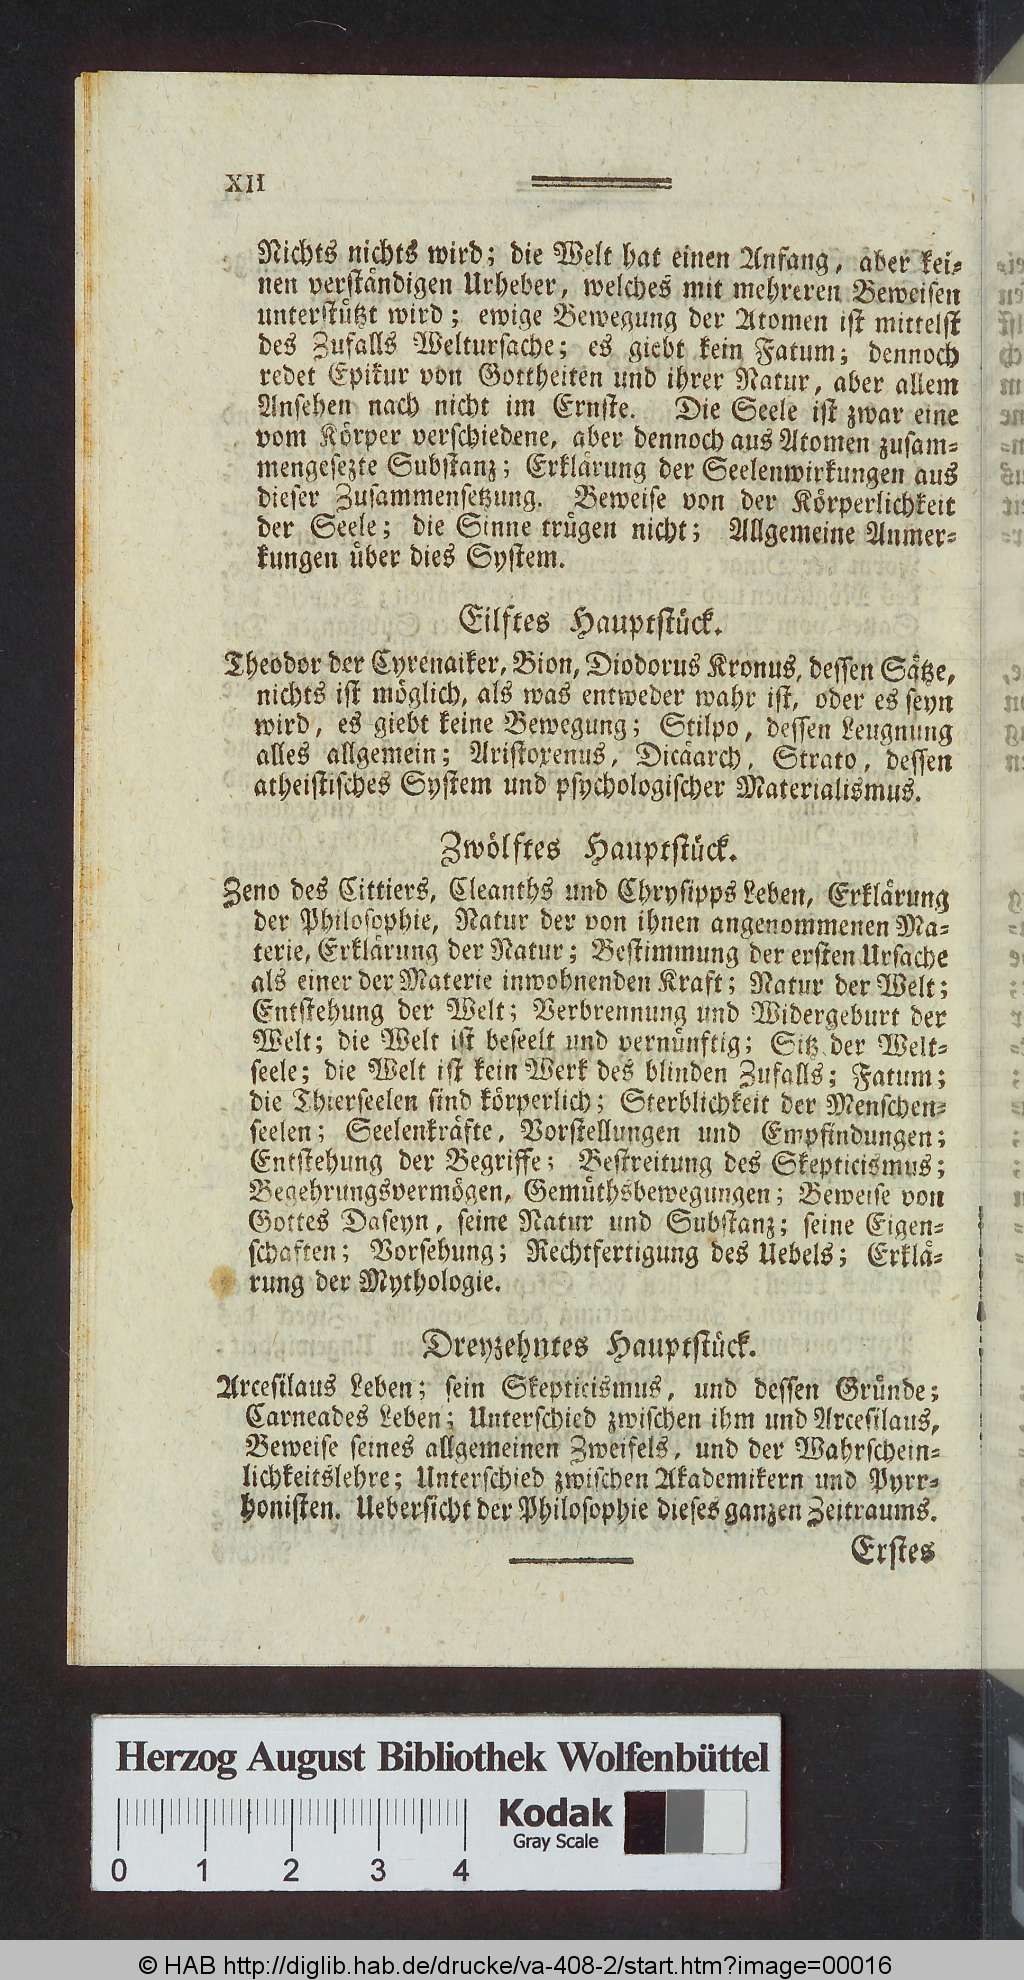 XII
Nichts nichts wird; die Welt hat einen Anfang, aber kei-
nen verständigen Urheber, welches mit mehreren Beweisen
unterstützt wird; ewige Bewegung der Atomen ist mittelst
des Zufalls Weltursache; es giebt kein Fatum; dennoch
redet Epikur von Gottheiten und ihrer Natur, aber allem
Ansehen nach nicht im Ernste. Die Seele ist zwar eine
vom Körper verschiedene, aber dennoch aus Atomen zusam-
mengesezte Substanz; Erklärung der Seelenwirkungen aus
dieser Zusammensetzung. Beweise von der Körperlichkeit
der Seele; die Sinne trügen nicht; Allgemeine Anmer-
kungen über dies System.
Eilftes Hauptstück.
Theodor der Cyrenaiker, Bion, Diodorus Kronus, dessen Sätze,
nichts ist möglich, als was entweder wahr ist, oder es seyn
wird, es giebt keine Bewegung; Stilpo, dessen Leugnung
alles allgemein; Aristoxenus, Dicäarch, Strato, dessen
atheistisches System und psychologischer Materialismus.
Zwölftes Hauptstück.
Zeno des Cittiers, Cleanths und Chrysipps Leben, Erklärung
der Philosophie, Natur der von ihnen angenommenen Ma-
terie, Erklärung der Natur; Bestimmung der ersten Ursache
als einer der Materie inwohnenden Kraft; Natur der Welt;
Entstehung der Welt; Verbrennung und Widergeburt der
Welt; die Welt ist beseelt und vernünftig; Sitz der Welt-
seele; die Welt ist kein Werk des blinden Zufalls; Fatum;
die Thierseelen sind körperlich; Sterblichkeit der Menschen-
seelen; Seelenkräfte, Vorstellungen und Empfindungen;
Entstehung der Begriffe; Bestreitung des Skepticismus;
Begehrungsvermögen, Gemüthsbewegungen; Beweise von
Gottes Daseyn, seine Natur und Substanz; seine Eigen-
schaften; Vorsehung; Rechtfertigung des Uebels; Erklä-
rung der Mythologie.
Dreyzehntes Hauptstück.
Arcesilaus Leben; sein Skepticismus, und dessen Gründe;
Carneades Leben; Unterschied zwischen ihm und Arcesilaus,
Beweise seines allgemeinen Zweifels, und der Wahrschein-
lichkeitslehre; Unterschied zwischen Akademikern und Pyrr-
honisten. Uebersicht der Philosophie dieses ganzen Zeitraums.
Erstes
Herzog August Bibliothek Wolfenbüttel
Kodak
Gray Scale
0 1 2 3 4
© HAB http://diglib.hab.de/drucke/va-408-2/start.htm?image=00016